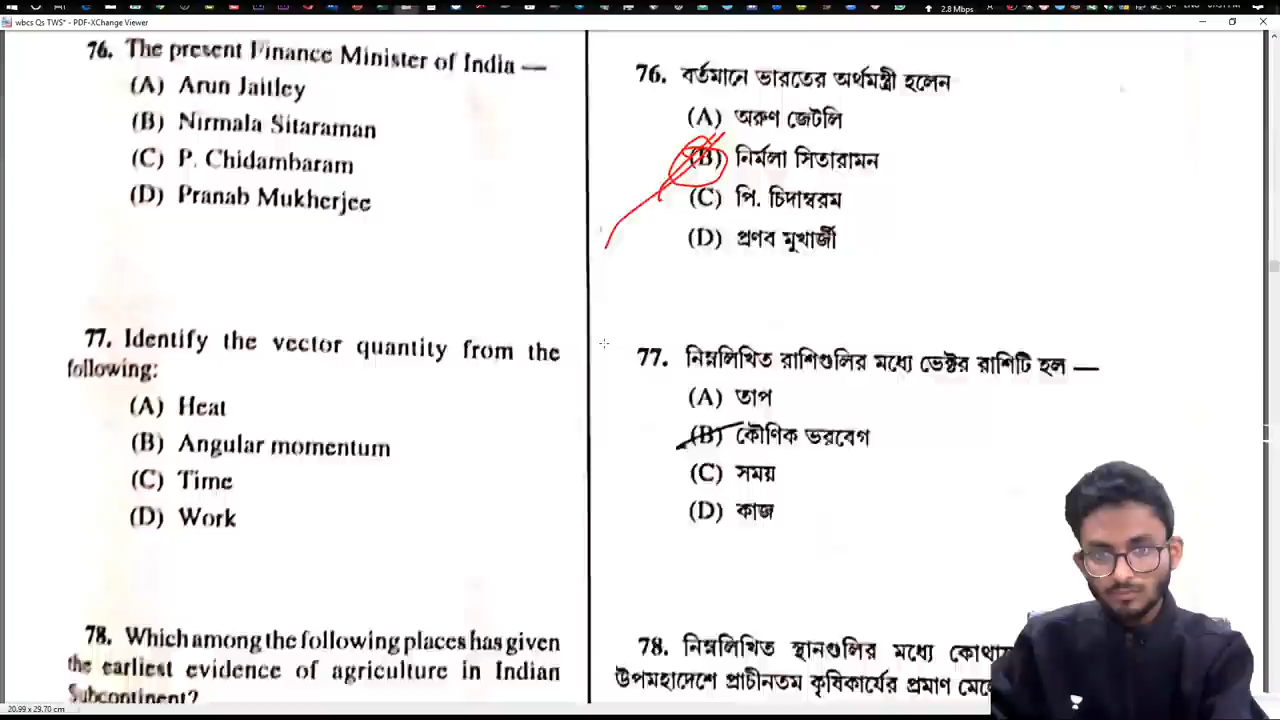 2.8 Mbps
wbcs Qs TWS* - PDF-XChange Viewer
76. The present Finance Minister of India —
(A) Arun Jaitley
(B) Nirmala Sitaraman
(C) P. Chidambaram
(D) Pranab Mukherjee
77. Identify the vector quantity from the
following:
(A) Heat
(B) Angular momentum
(C) Time
(D) Work
78. Which among the following places has given
the earliest evidence of agriculture in Indian
Subcontinent?
76. বর্তমানে ভারতের অর্থমন্ত্রী হলেন
(A) অরুণ জেটলি
(B) নির্মলা সিতারামন
(C) পি. চিদাম্বরম
(D) প্রণব মুখার্জী
77. নিম্নলিখিত রাশিগুলির মধ্যে ভেক্টর রাশিটি হল —
(A) তাপ
(B) কৌণিক ভরবেগ
(C) সময়
(D) কাজ
78. নিম্নলিখিত স্থানগুলির মধ্যে
উপমহাদেশে প্রাচীনতম কৃষিকার্যের প্রমাণ
20.99 x 29.70 cm